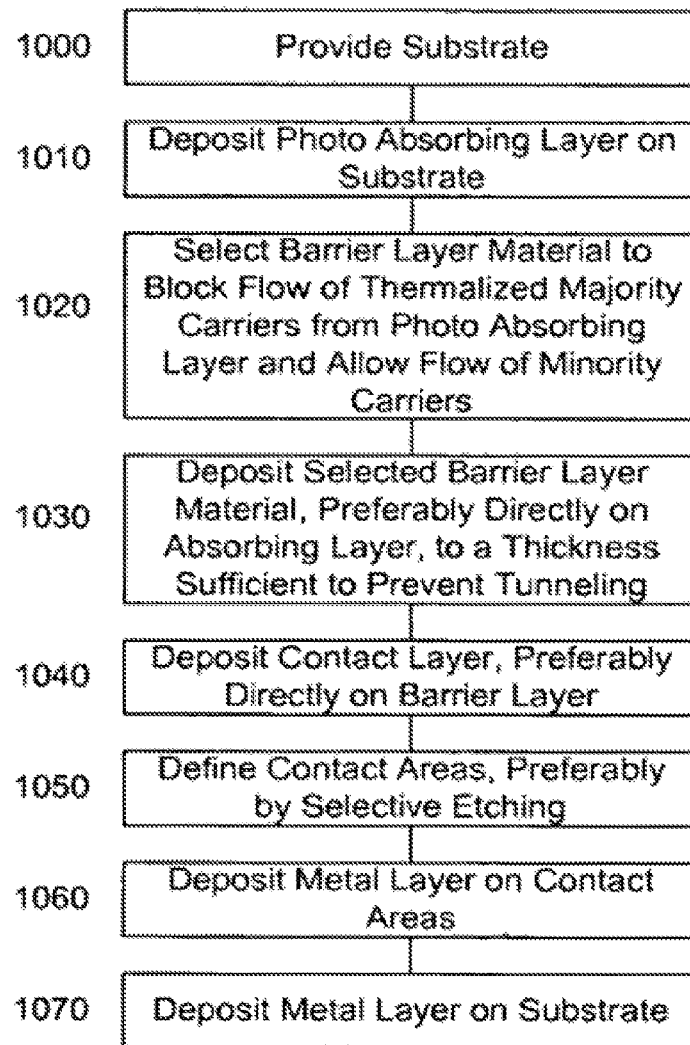 1000 Provide Substrate
1010 Deposit Photo Absorbing Layer on
Substrate
Select Barrier Layer Material to
Block Flow of Thermalized Majority
1020 Carriers from Photo Absorbing
Layer and Allow Flow of Minority
Carriers
Deposit Selected Barrier Layer
1030 Material, Preferably Directly on
Absorbing Layer, to a Thickness
Sufficient to Prevent Tunneling
1040 Deposit Contact Layer, Preferably
Directly on Barrier Layer
1050 Define Contact Areas, Preferably
by Selective Etching
1060 Deposit Metal Layer on Contact
Areas
1070 Deposit Metal Layer on Substrate